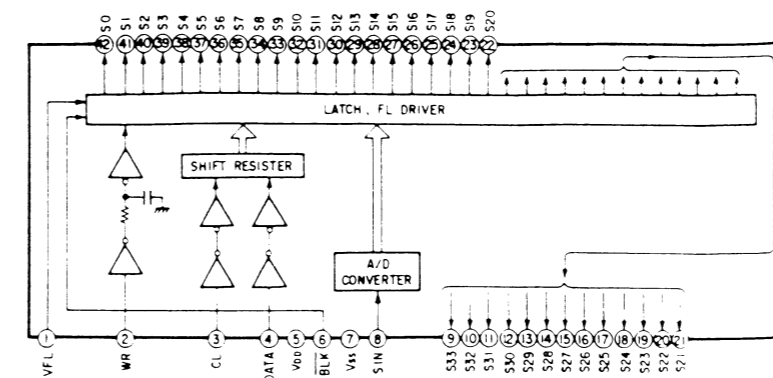 S0 S1 S2 S3 S4 S5 S6 S7 S8 S9 S10 S11 S12 S13 S14 S15 S16 S17 S18 S19 S20
42 41 40 39 38 37 36 35 34 33 32 31 30 29 28 27 26 25 24 23 22
LATCH, FL DRIVER
SHIFT RESISTER
A/D
CONVERTER
1 2 3 4 5 6 7 8 9 10 11 12 13 14 15 16 17 18 19 20 21
VFL WR CL DATA VDD BLK Vss SIN S33 S32 S31 S30 S29 S28 S27 S26 S25 S24 S23 S22 S21